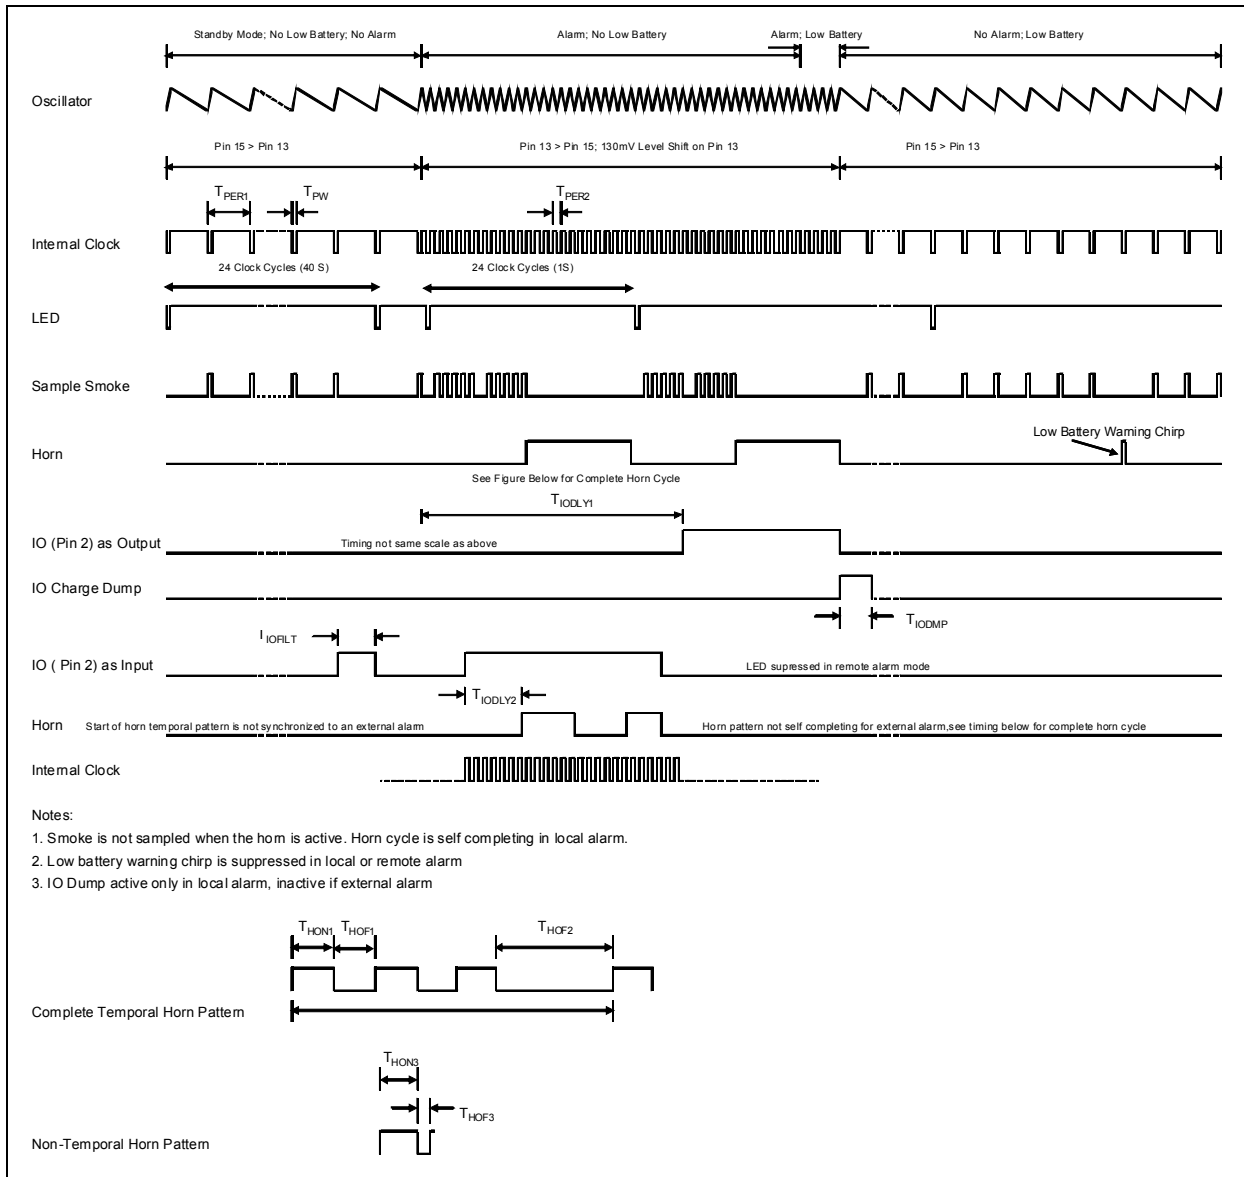 Standby Mode; No Low Battery; No Alarm
Alarm; No Low Battery
Alarm; Low Battery
No Alarm; Low Battery
Oscillator
Pin 15 > Pin 13
Pin 13 > Pin 15; 130mV Level Shift on Pin 13
Pin 15 > Pin 13
TPER1
TPW
TPER2
Internal Clock
24 Clock Cycles (40 S)
24 Clock Cycles (1S)
LED
Sample Smoke
Low Battery Warning Chirp
Horn
See Figure Below for Complete Horn Cycle
TIODLY1
IO (Pin 2) as Output
Timing not same scale as above
IO Charge Dump
TIODMP
TIOFILT
IO ( Pin 2) as Input
LED supressed in remote alarm mode
TIODLY2
Horn
Start of horn temporal pattern is not synchronized to an external alarm
Horn pattern not self completing for external alarm,see timing below for complete horn cycle
Internal Clock
Notes:
1. Smoke is not sampled when the horn is active. Horn cycle is self completing in local alarm.
2. Low battery warning chirp is suppressed in local or remote alarm
3. IO Dump active only in local alarm, inactive if external alarm
THON1
THOF1
THOF2
Complete Temporal Horn Pattern
THON3
THOF3
Non-Temporal Horn Pattern